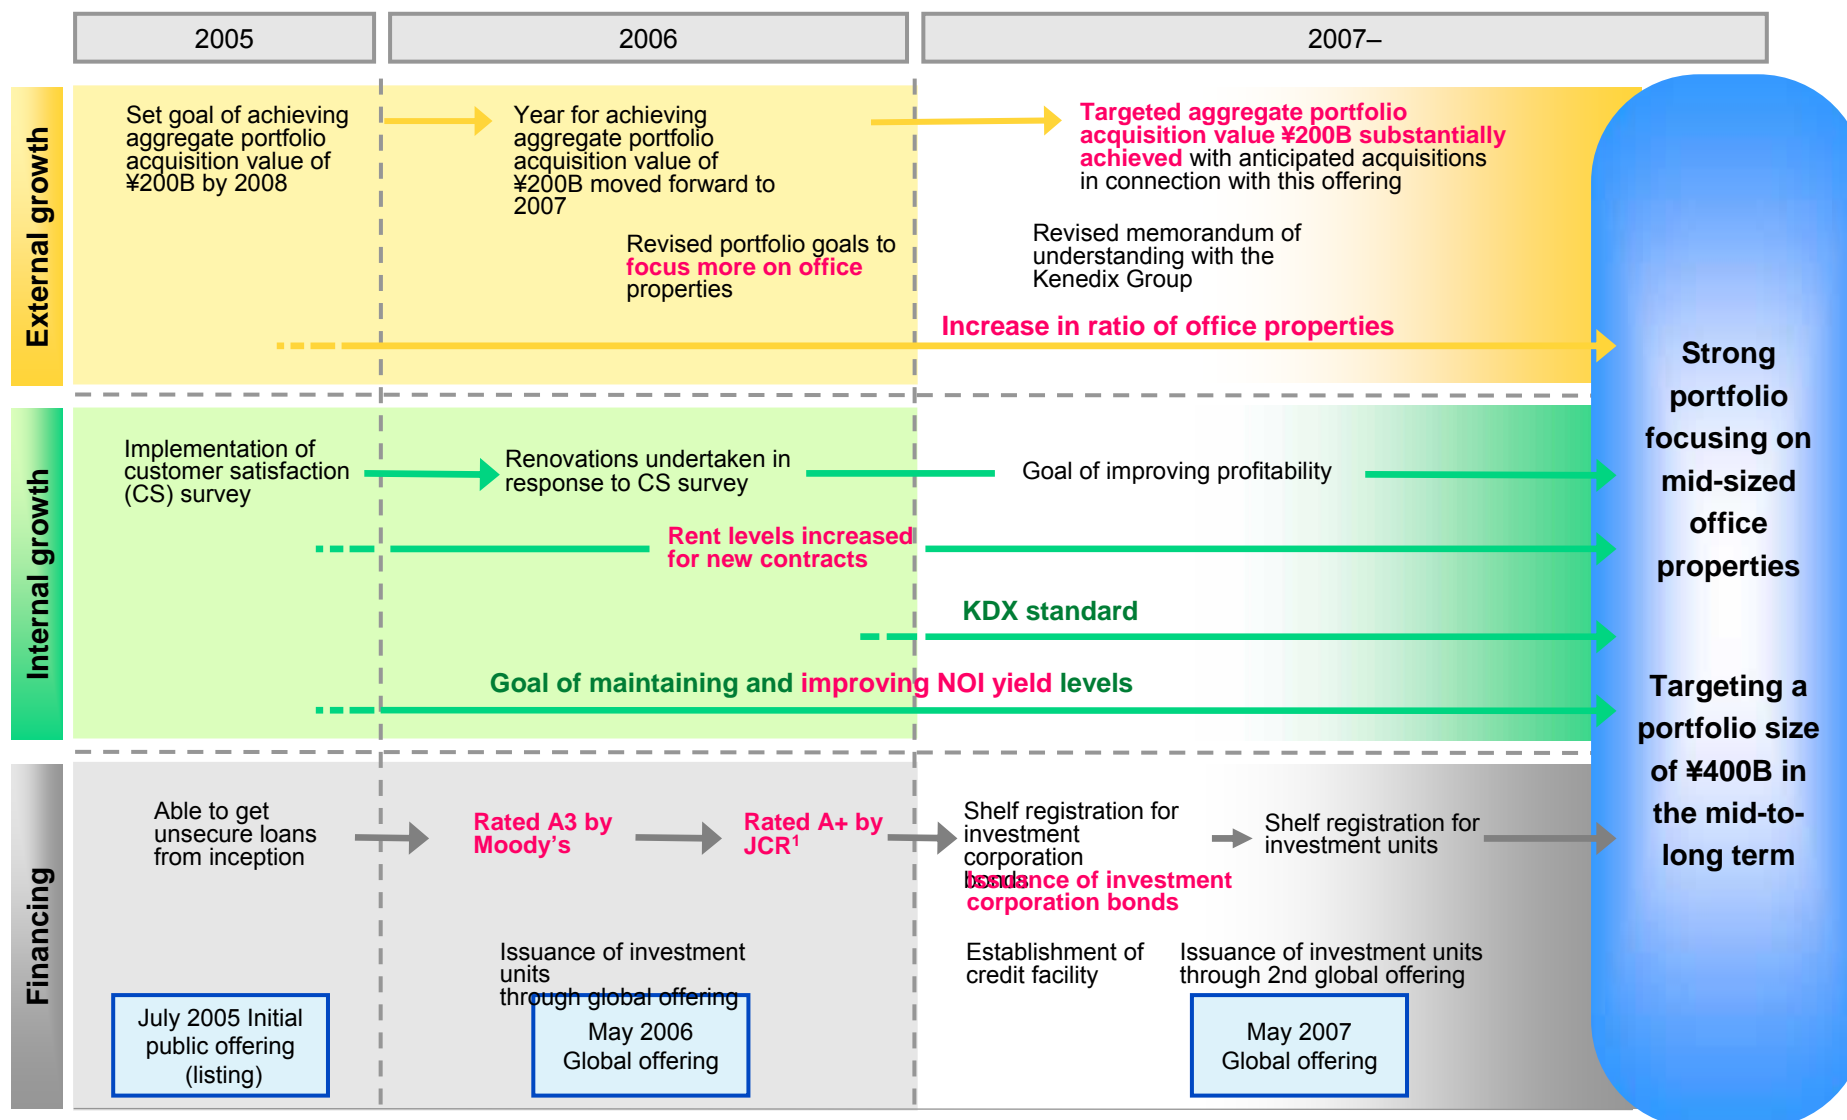 2005
2006
2007–
External growth
Set goal of achieving
aggregate portfolio
acquisition value of
¥200B by 2008
Year for achieving
aggregate portfolio
acquisition value of
¥200B moved forward to
2007
Targeted aggregate portfolio
acquisition value ¥200B substantially
achieved with anticipated acquisitions
in connection with this offering
Revised portfolio goals to
focus more on office
properties
Revised memorandum of
understanding with the
Kenedix Group
Increase in ratio of office properties
Internal growth
Implementation of
customer satisfaction
(CS) survey
Renovations undertaken in
response to CS survey
Goal of improving profitability
Rent levels increased
for new contracts
KDX standard
Goal of maintaining and improving NOI yield levels
Financing
Able to get
unsecure loans
from inception
Rated A3 by
Moody's
Rated A+ by
JCR¹
Shelf registration for
investment
corporation
bonds
Issuance of investment
corporation bonds
Shelf registration for
investment units
Issuance of investment
units
through global offering
Establishment of
credit facility
Issuance of investment units
through 2nd global offering
July 2005 Initial
public offering
(listing)
May 2006
Global offering
May 2007
Global offering
Strong
portfolio
focusing on
mid-sized
office
properties
Targeting a
portfolio size
of ¥400B in
the mid-to-
long term